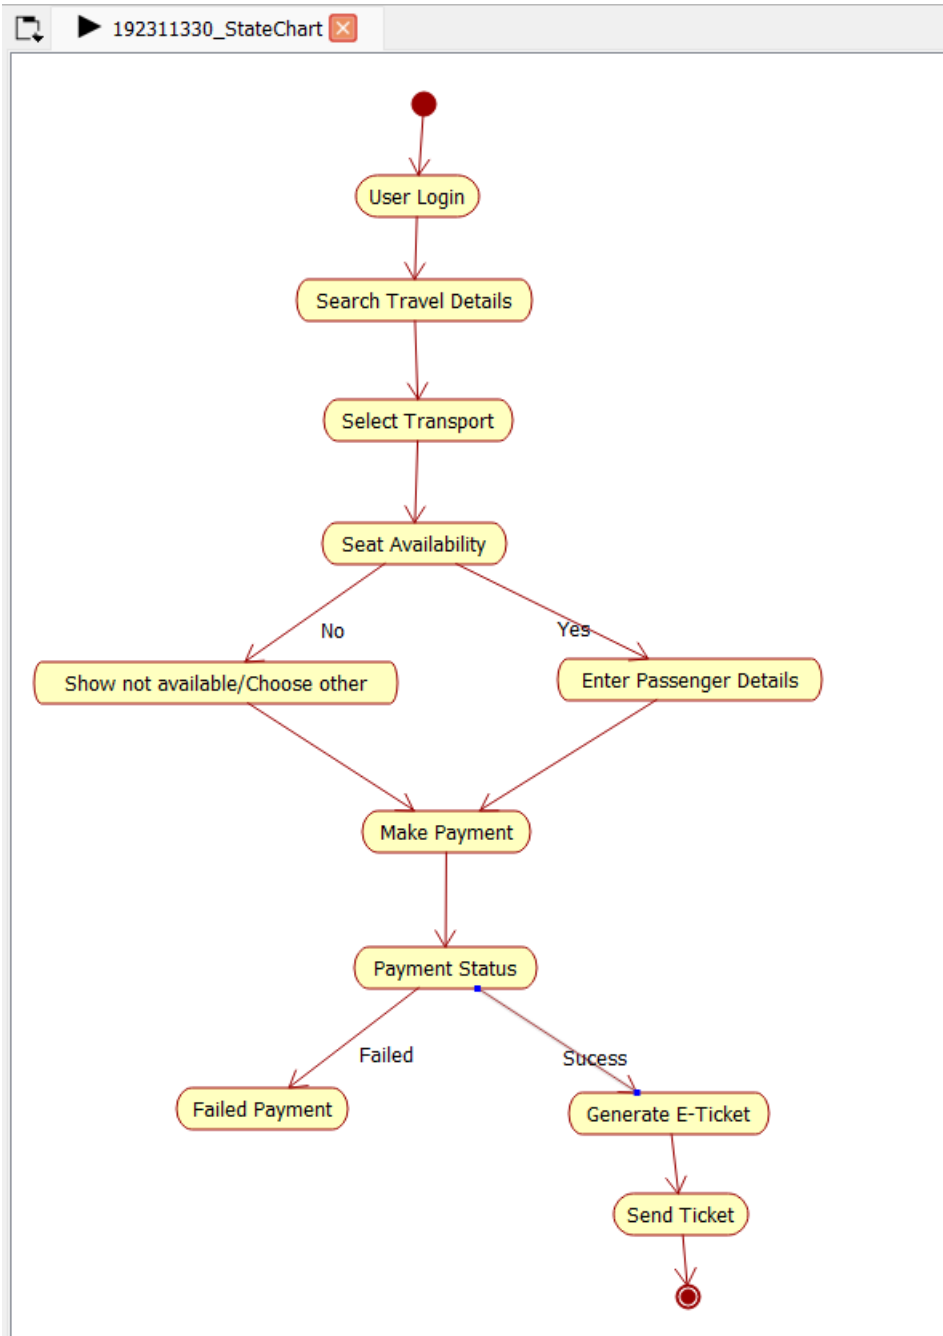 192311330_StateChart
User Login
Search Travel Details
Select Transport
Seat Availability
No
Yes
Show not available/Choose other
Enter Passenger Details
Make Payment
Payment Status
Failed
Sucess
Failed Payment
Generate E-Ticket
Send Ticket